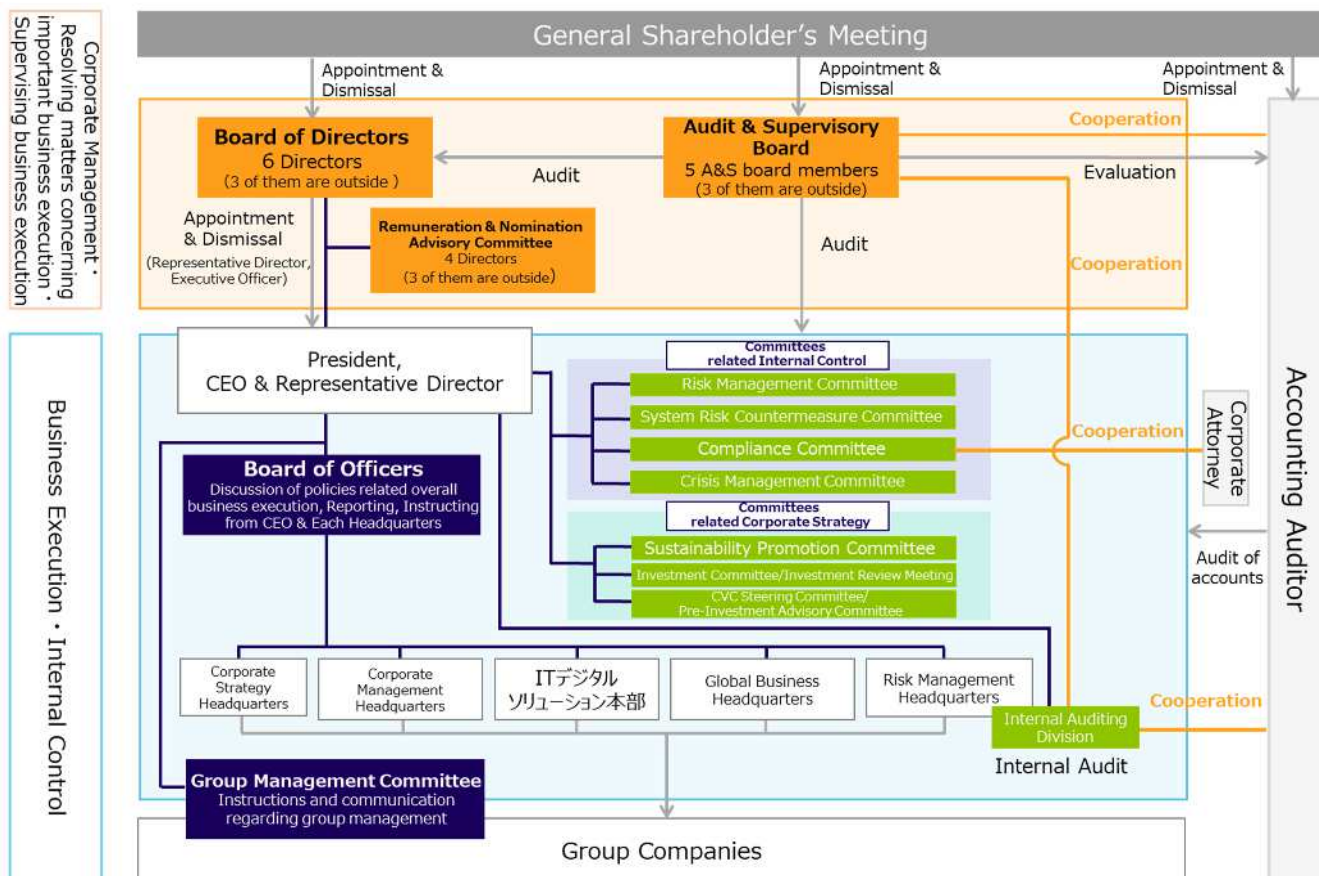 General Shareholder's Meeting
Corporate Management・
Resolving matters concerning
important business execution・
Supervising business execution
Appointment &
Dismissal
Appointment &
Dismissal
Appointment &
Dismissal
Board of Directors
6 Directors
(3 of them are outside )
Audit & Supervisory
Board
5 A&S board members
(3 of them are outside)
Cooperation
Audit
Evaluation
Appointment
& Dismissal
(Representative Director,
Executive Officer)
Remuneration & Nomination
Advisory Committee
4 Directors
(3 of them are outside)
Audit
Cooperation
Business Execution・Internal Control
President,
CEO & Representative Director
Committees
related Internal Control
Risk Management Committee
System Risk Countermeasure Committee
Compliance Committee
Crisis Management Committee
Cooperation
Corporate
Attorney
Accounting Auditor
Board of Officers
Discussion of policies related overall
business execution, Reporting, Instructing
from CEO & Each Headquarters
Committees
related Corporate Strategy
Sustainability Promotion Committee
Investment Committee/Investment Review Meeting
CVC Steering Committee/
Pre-Investment Advisory Committee
Audit of
accounts
Corporate
Strategy
Headquarters
Corporate
Management
Headquarters
ITデジタル
ソリューション本部
Global Business
Headquarters
Risk Management
Headquarters
Internal Auditing
Division
Cooperation
Internal Audit
Group Management Committee
Instructions and communication
regarding group management
Group Companies